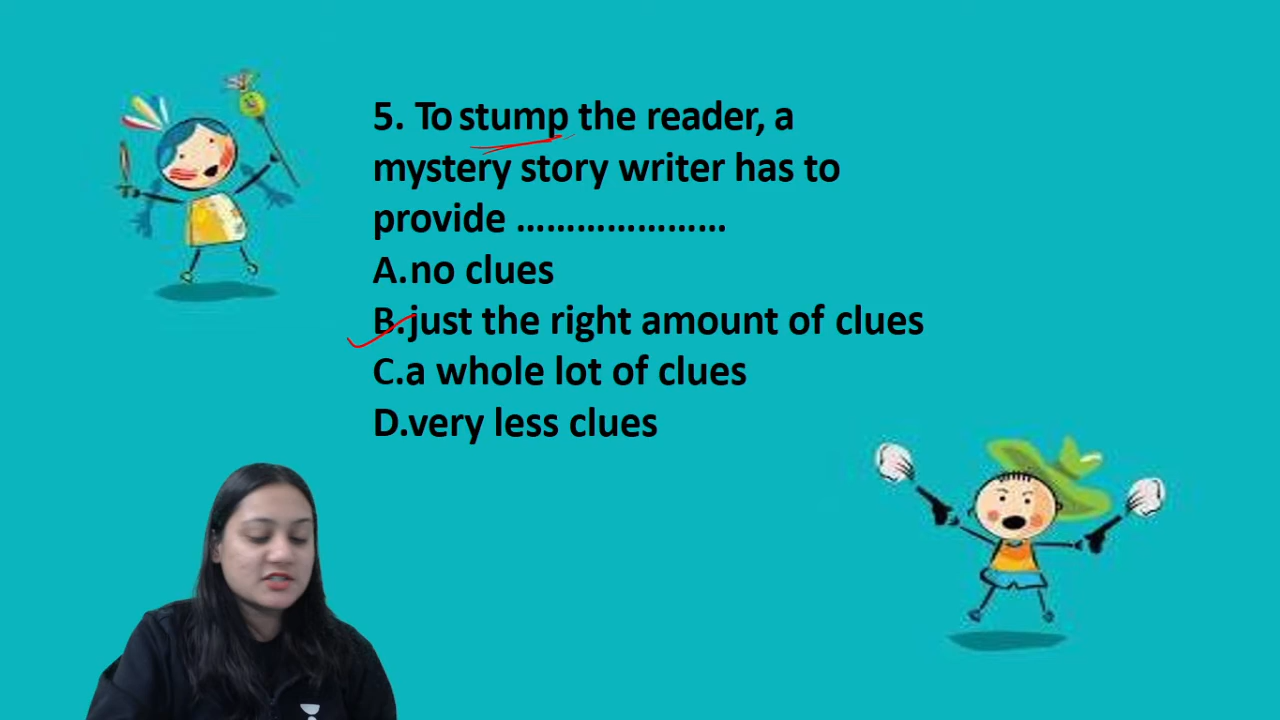 5. To stump the reader, a
mystery story writer has to
provide .....................
A.no clues
B.just the right amount of clues
C.a whole lot of clues
D.very less clues